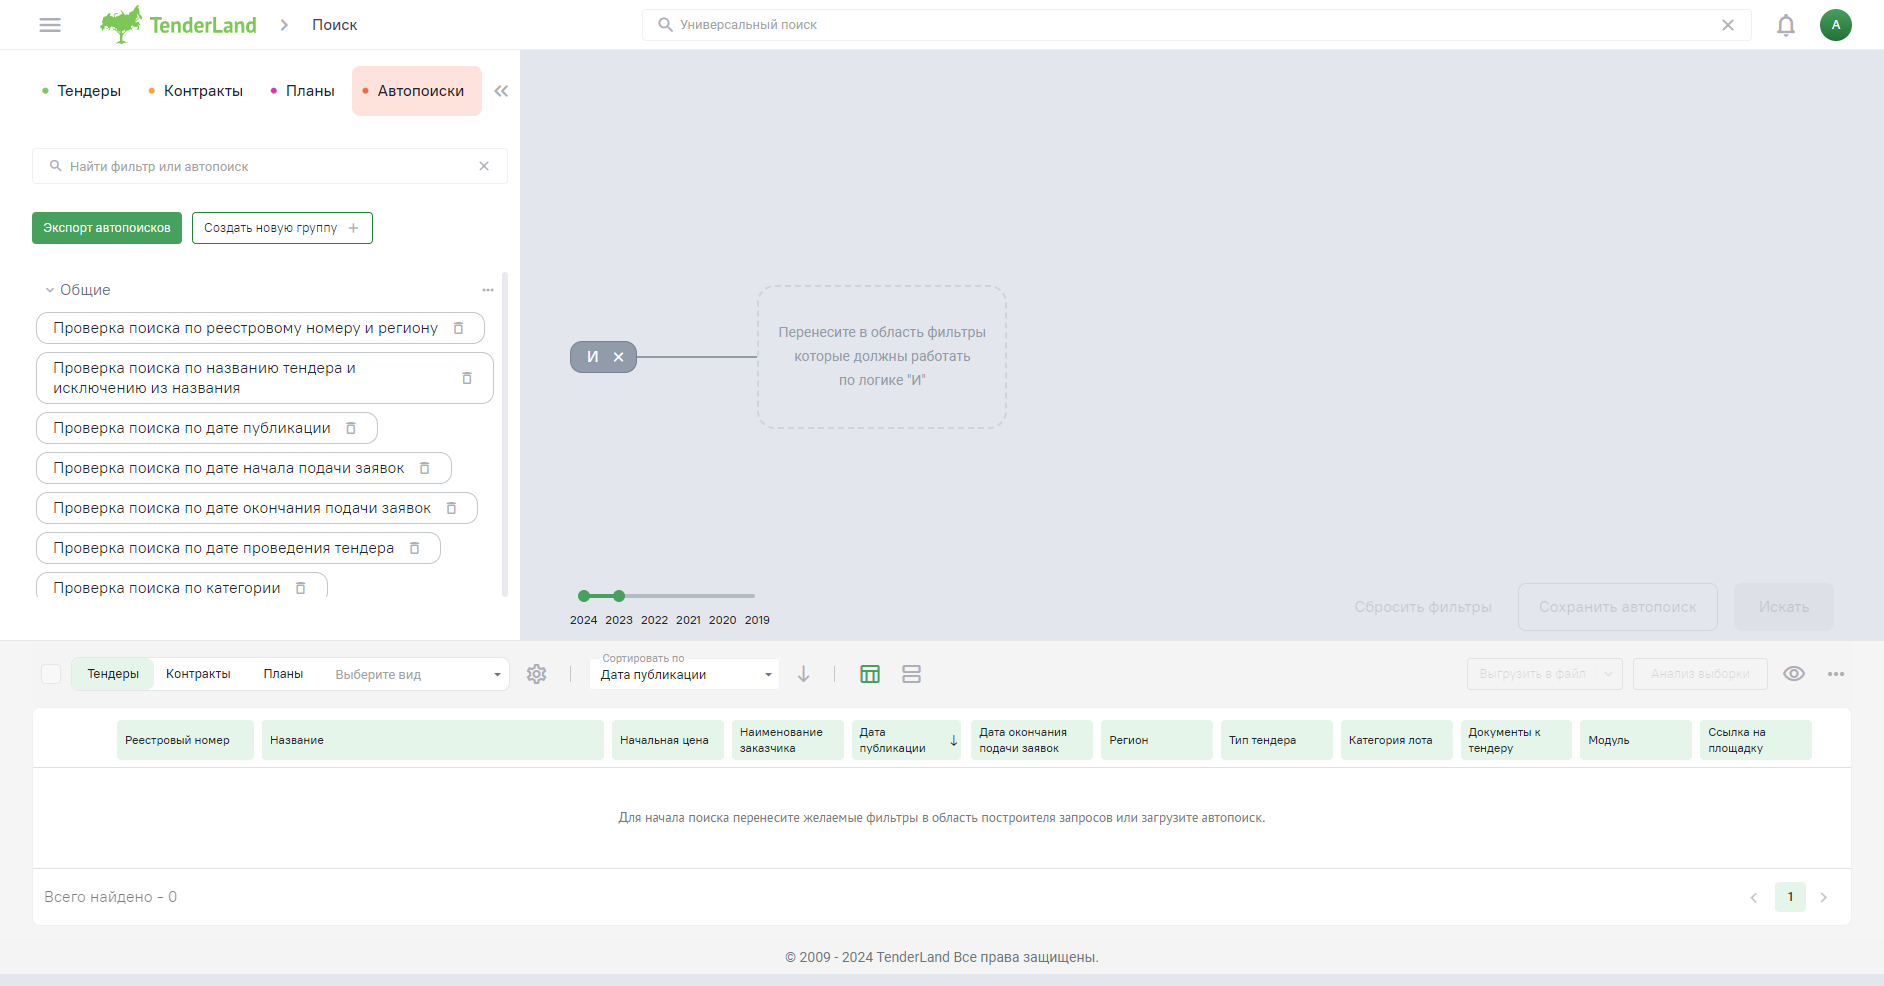 TenderLand
Поиск
Универсальный поиск
А
Тендеры
Контракты
Планы
Автопоиски
Найти фильтр или автопоиск
Экспорт автопоисков
Создать новую группу
Общие
Проверка поиска по реестровому номеру и региону
Проверка поиска по названию тендера и
исключению из названия
Проверка поиска по дате публикации
Проверка поиска по дате начала подачи заявок
Проверка поиска по дате окончания подачи заявок
Проверка поиска по дате проведения тендера
Проверка поиска по категории
И
Перенесите в область фильтры
которые должны работать
по логике "И"
2024 2023 2022 2021 2020 2019
Сбросить фильтры
Сохранить автопоиск
Искать
Тендеры
Контракты
Планы
Выберите вид
Сортировать по
Дата публикации
Выгрузить в файл
Анализ выборки
Реестровый номер
Название
Начальная цена
Наименование
заказчика
Дата
публикации
Дата окончания
подачи заявок
Регион
Тип тендера
Категория лота
Документы к
тендеру
Модуль
Ссылка на
площадку
Для начала поиска перенесите желаемые фильтры в область построителя запросов или загрузите автопоиск.
Всего найдено - 0
1
© 2009 - 2024 TenderLand Все права защищены.